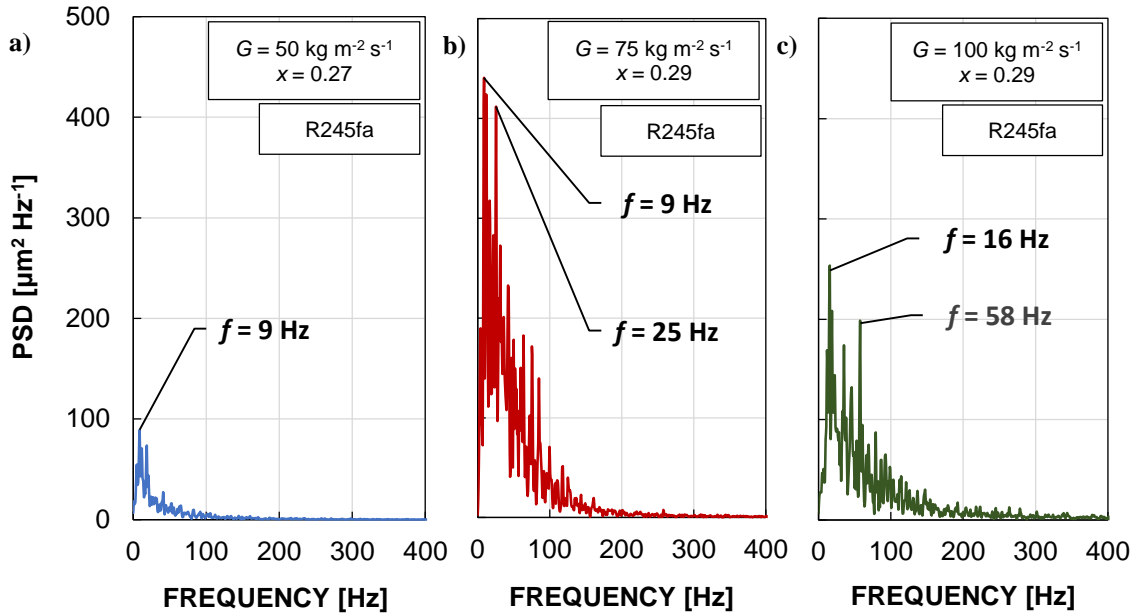 a)
G = 50 kg m⁻² s⁻¹
x = 0.27
R245fa
f = 9 Hz
b)
G = 75 kg m⁻² s⁻¹
x = 0.29
R245fa
f = 9 Hz
f = 25 Hz
c)
G = 100 kg m⁻² s⁻¹
x = 0.29
R245fa
f = 16 Hz
f = 58 Hz
PSD [µm² Hz⁻¹]
500
400
300
200
100
0
0 100 200 300 400
0 100 200 300 400
0 100 200 300 400
FREQUENCY [Hz]
FREQUENCY [Hz]
FREQUENCY [Hz]